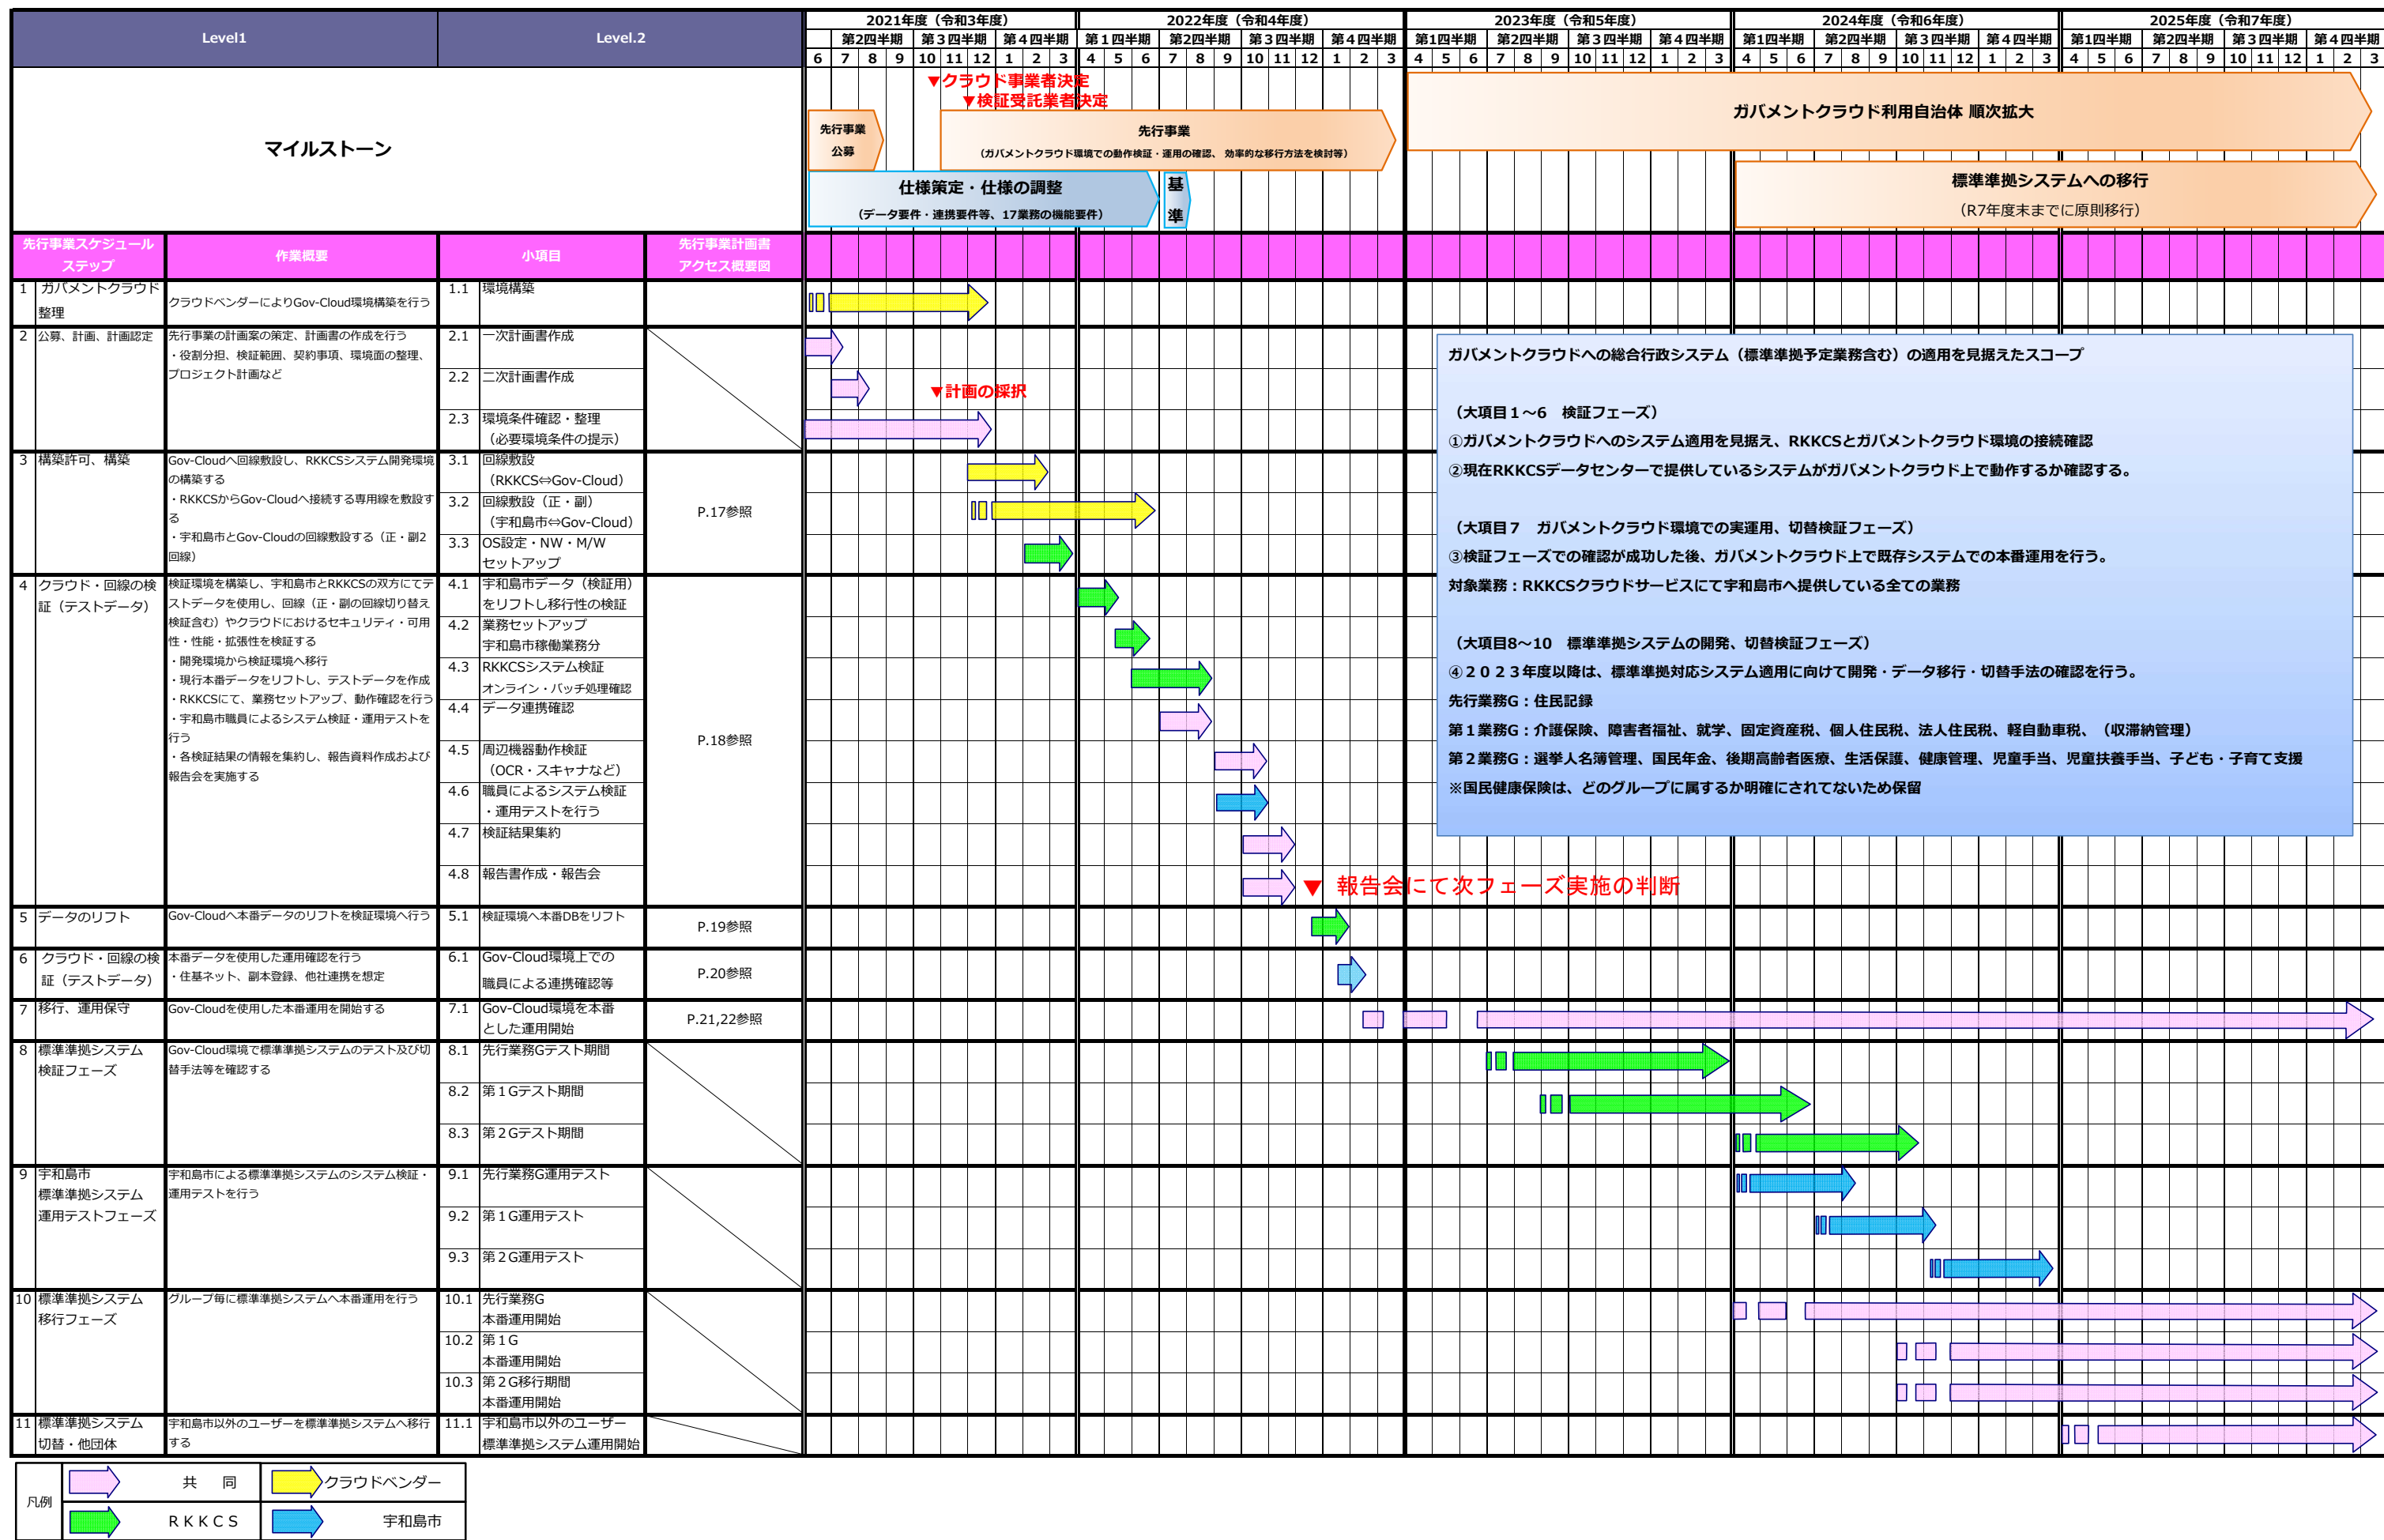 Level1
Level.2
2021年度（令和3年度）
2022年度（令和4年度）
2023年度（令和5年度）
2024年度（令和6年度）
2025年度（令和7年度）
第2四半期 第３四半期 第４四半期 第１四半期 第2四半期 第３四半期 第４四半期 第1四半期 第２四半期 第３四半期 第４四半期 第1四半期 第2四半期 第３四半期 第４四半期 第1四半期 第2四半期 第３四半期 第４四半期
6 7 8 9 10 11 12 1 2 3 4 5 6 7 8 9 10 11 12 1 2 3 4 5 6 7 8 9 10 11 12 1 2 3 4 5 6 7 8 9 10 11 12 1 2 3 4 5 6 7 8 9 10 11 12 1 2 3
マイルストーン
▼クラウド事業者決定
▼検証受託業者決定
先行事業
公募
先行事業
（ガバメントクラウド環境での動作検証・運用の確認、 効率的な移行方法を検討等）
仕様策定・仕様の調整
（データ要件・連携要件等、17業務の機能要件）
基
準
ガバメントクラウド利用自治体 順次拡大
標準準拠システムへの移行
（R7年度末までに原則移行）
先行事業スケジュール
ステップ
作業概要
小項目
先行事業計画書
アクセス概要図
1 ガバメントクラウド
整理
クラウドベンダーによりGov-Cloud環境構築を行う
1.1 環境構築
2 公募、計画、計画認定
先行事業の計画案の策定、計画書の作成を行う
・役割分担、検証範囲、契約事項、環境面の整理、
プロジェクト計画など
2.1 一次計画書作成
2.2 二次計画書作成
▼計画の採択
2.3 環境条件確認・整理
（必要環境条件の提示）
3 構築許可、構築
Gov-Cloudへ回線敷設し、RKKCSシステム開発環境
の構築する
・RKKCSからGov-Cloudへ接続する専用線を敷設す
る
・宇和島市とGov-Cloudの回線敷設する（正・副2
回線）
3.1 回線敷設
（RKKCS⇔Gov-Cloud）
3.2 回線敷設（正・副）
（宇和島市⇔Gov-Cloud）
3.3 OS設定・NW・M/W
セットアップ
P.17参照
4 クラウド・回線の検
証（テストデータ）
検証環境を構築し、宇和島市とRKKCSの双方にてテ
ストデータを使用し、回線（正・副の回線切り替え
検証含む）やクラウドにおけるセキュリティ・可用
性・性能・拡張性を検証する
・開発環境から検証環境へ移行
・現行本番データをリフトし、テストデータを作成
・RKKCSにて、業務セットアップ、動作確認を行う
・宇和島市職員によるシステム検証・運用テストを
行う
・各検証結果の情報を集約し、報告資料作成および
報告会を実施する
4.1 宇和島市データ（検証用）
をリフトし移行性の検証
4.2 業務セットアップ
宇和島市稼働業務分
4.3 RKKCSシステム検証
オンライン・バッチ処理確認
4.4 データ連携確認
4.5 周辺機器動作検証
（OCR・スキャナなど）
4.6 職員によるシステム検証
・運用テストを行う
4.7 検証結果集約
4.8 報告書作成・報告会
P.18参照
▼ 報告会にて次フェーズ実施の判断
ガバメントクラウドへの総合行政システム（標準準拠予定業務含む）の適用を見据えたスコープ
（大項目１～6　検証フェーズ）
①ガバメントクラウドへのシステム適用を見据え、RKKCSとガバメントクラウド環境の接続確認
②現在RKKCSデータセンターで提供しているシステムがガバメントクラウド上で動作するか確認する。
（大項目７　ガバメントクラウド環境での実運用、切替検証フェーズ）
③検証フェーズでの確認が成功した後、ガバメントクラウド上で既存システムでの本番運用を行う。
対象業務：RKKCSクラウドサービスにて宇和島市へ提供している全ての業務
（大項目8～10　標準準拠システムの開発、切替検証フェーズ）
④２０２３年度以降は、標準準拠対応システム適用に向けて開発・データ移行・切替手法の確認を行う。
先行業務G：住民記録
第１業務G：介護保険、障害者福祉、就学、固定資産税、個人住民税、法人住民税、軽自動車税、（収滞納管理）
第２業務G：選挙人名簿管理、国民年金、後期高齢者医療、生活保護、健康管理、児童手当、児童扶養手当、子ども・子育て支援
※国民健康保険は、どのグループに属するか明確にされてないため保留
5 データのリフト
Gov-Cloudへ本番データのリフトを検証環境へ行う
5.1 検証環境へ本番DBをリフト
P.19参照
6 クラウド・回線の検
証（テストデータ）
本番データを使用した運用確認を行う
・住基ネット、副本登録、他社連携を想定
6.1 Gov-Cloud環境上での
職員による連携確認等
P.20参照
7 移行、運用保守
Gov-Cloudを使用した本番運用を開始する
7.1 Gov-Cloud環境を本番
とした運用開始
P.21,22参照
8 標準準拠システム
検証フェーズ
Gov-Cloud環境で標準準拠システムのテスト及び切
替手法等を確認する
8.1 先行業務Gテスト期間
8.2 第１Gテスト期間
8.3 第２Gテスト期間
9 宇和島市
標準準拠システム
運用テストフェーズ
宇和島市による標準準拠システムのシステム検証・
運用テストを行う
9.1 先行業務G運用テスト
9.2 第１G運用テスト
9.3 第２G運用テスト
10 標準準拠システム
移行フェーズ
グループ毎に標準準拠システムへ本番運用を行う
10.1 先行業務G
本番運用開始
10.2 第１G
本番運用開始
10.3 第２G移行期間
本番運用開始
11 標準準拠システム
切替・他団体
宇和島市以外のユーザーを標準準拠システムへ移行
する
11.1 宇和島市以外のユーザー
標準準拠システム運用開始
凡例
共　同
クラウドベンダー
ＲＫＫＣＳ
宇和島市